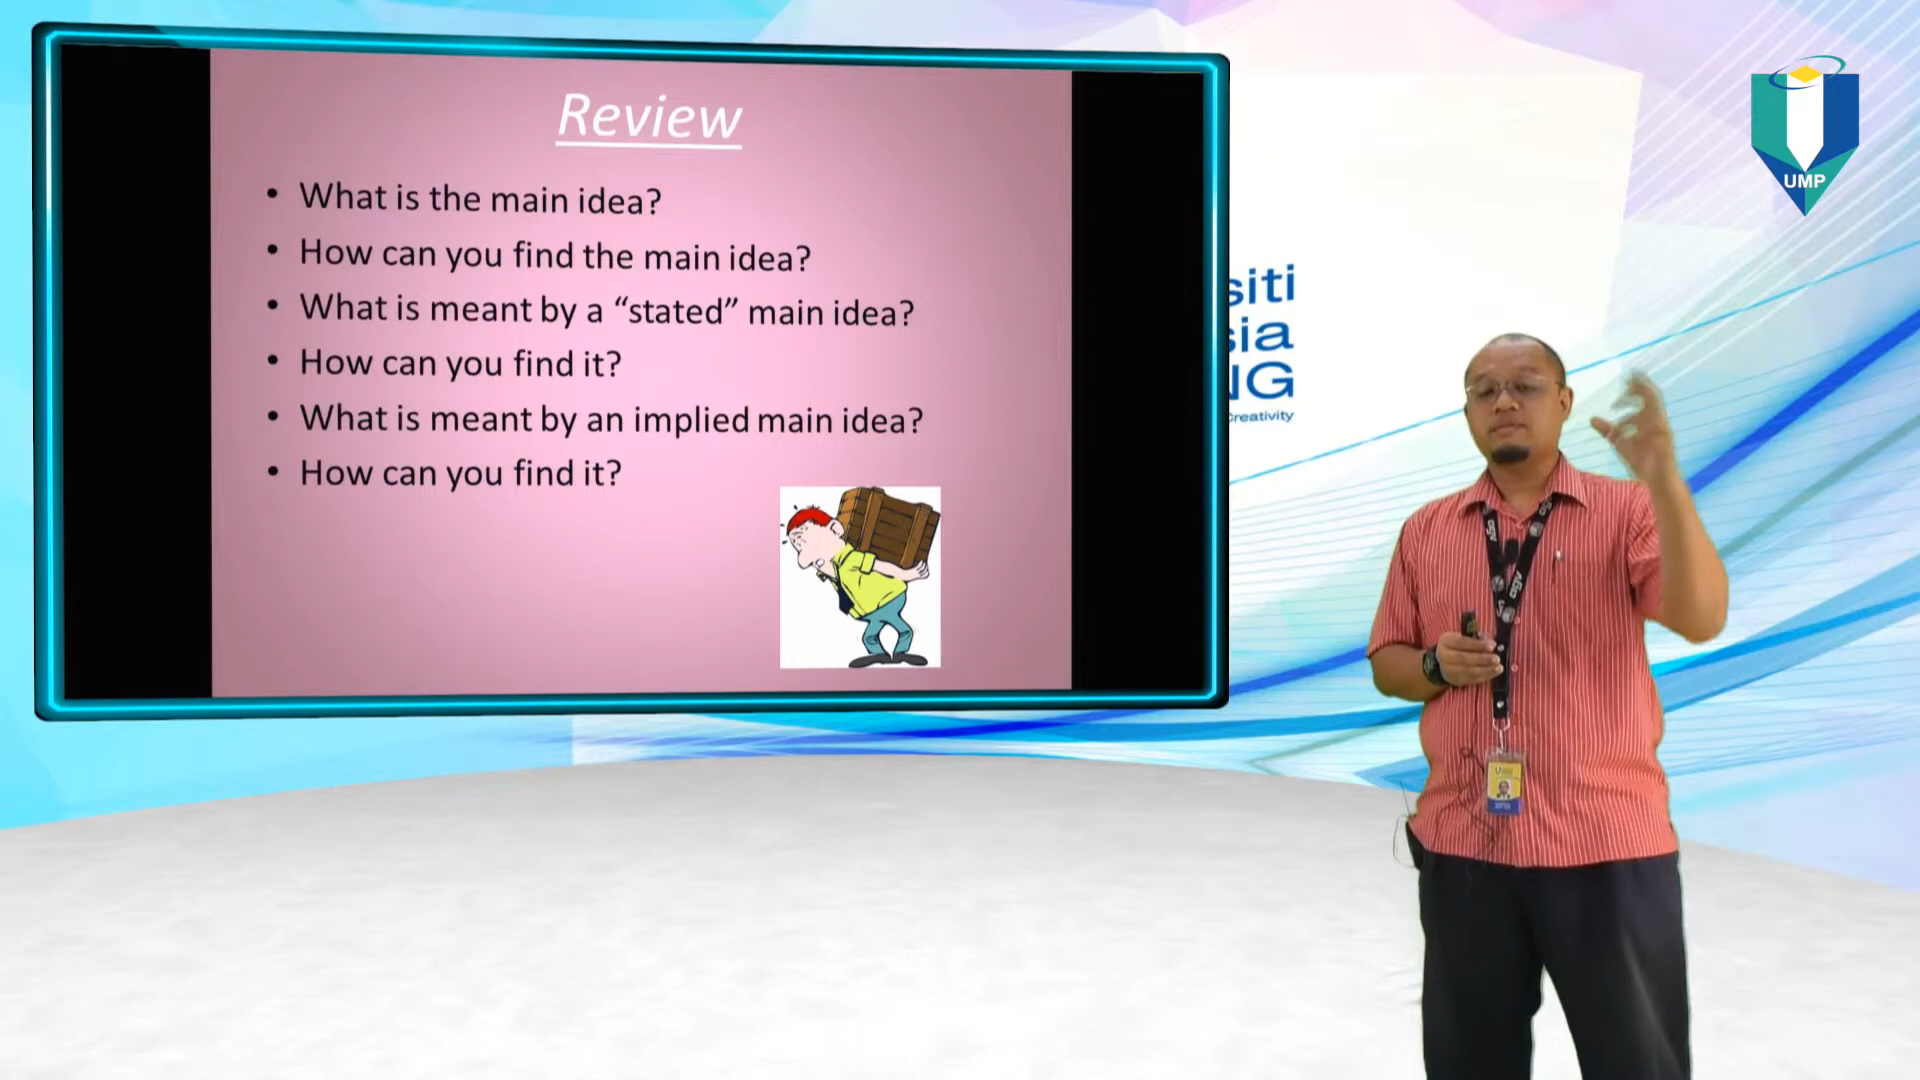 Review
• What is the main idea?
• How can you find the main idea?
• What is meant by a “stated” main idea?
• How can you find it?
• What is meant by an implied main idea?
• How can you find it?
UMP
siti
sia
NG
Creativity